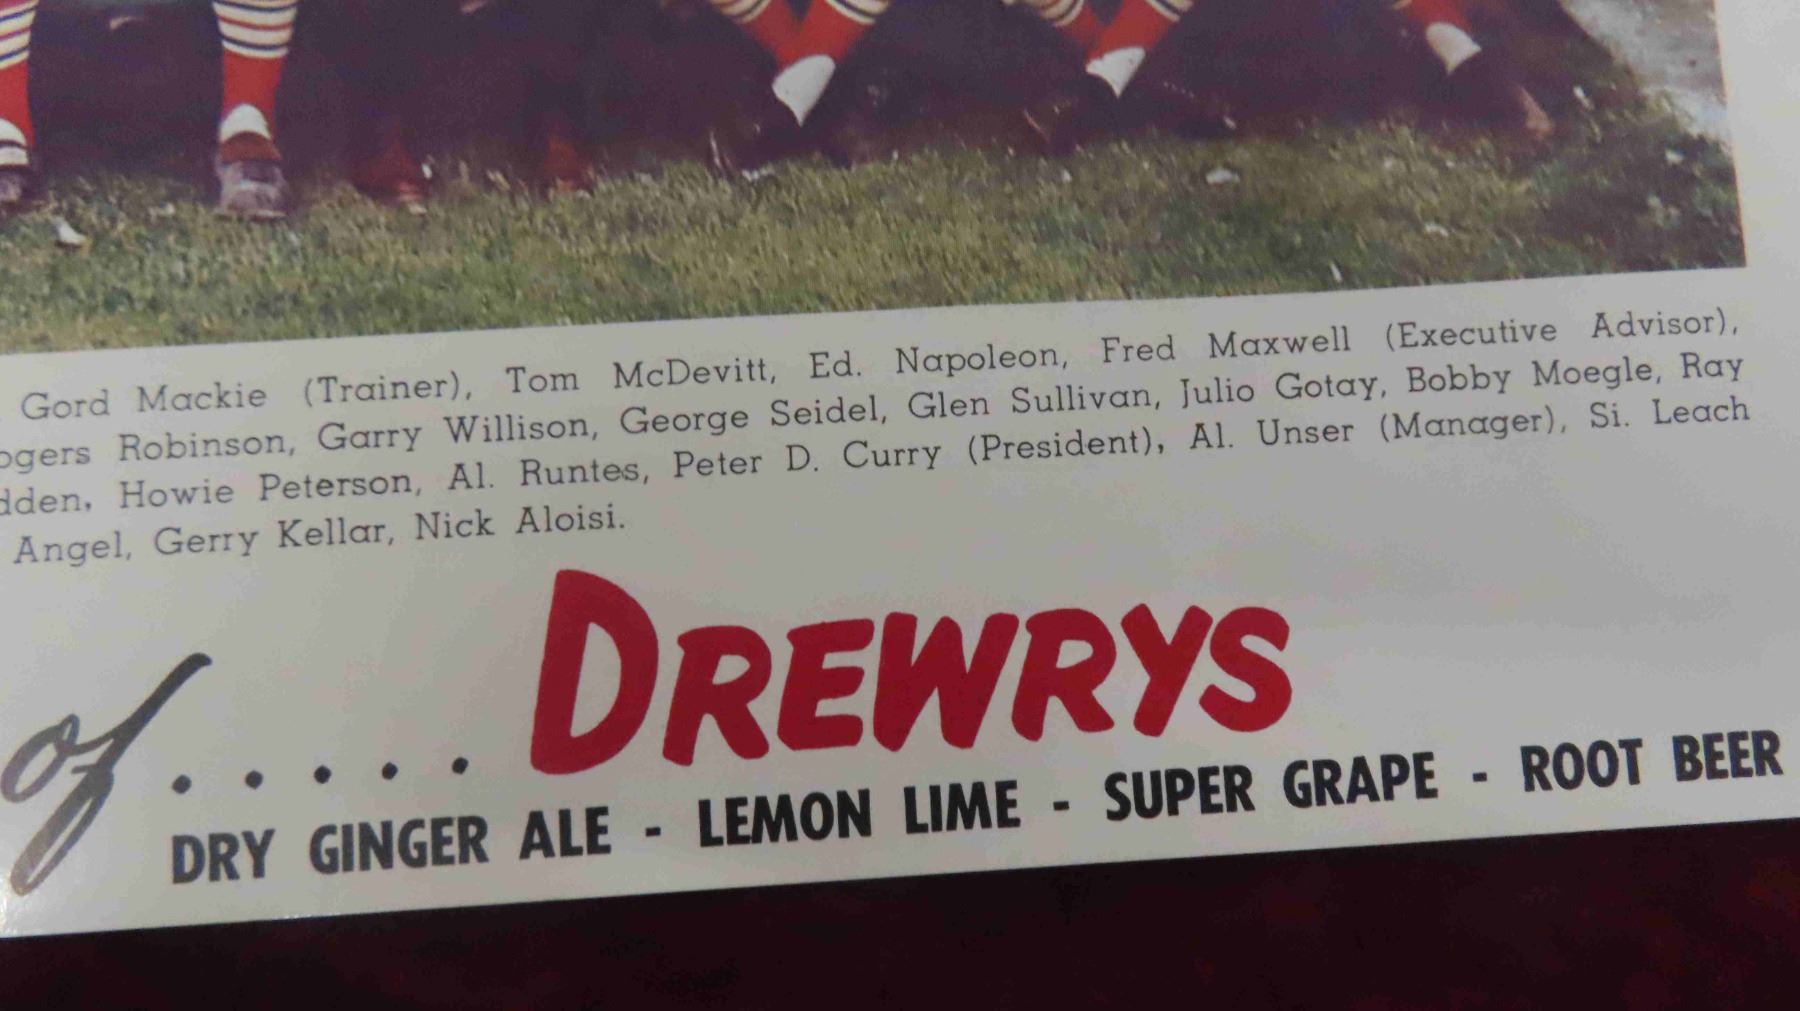 Gord Mackie (Trainer), Tom McDevitt, Ed. Napoleon, Fred Maxwell (Executive Advisor),
Robinson, Garry Willison, George Seidel, Glen Sullivan, Julio Gotay, Bobby Moegle, Ray
Howie Peterson, Al. Runtes, Peter D. Curry (President), Al. Unser (Manager), Si. Leach
Angel, Gerry Kellar, Nick Aloisi.
of..... DREWRYS
DRY GINGER ALE - LEMON LIME - SUPER GRAPE - ROOT BEER